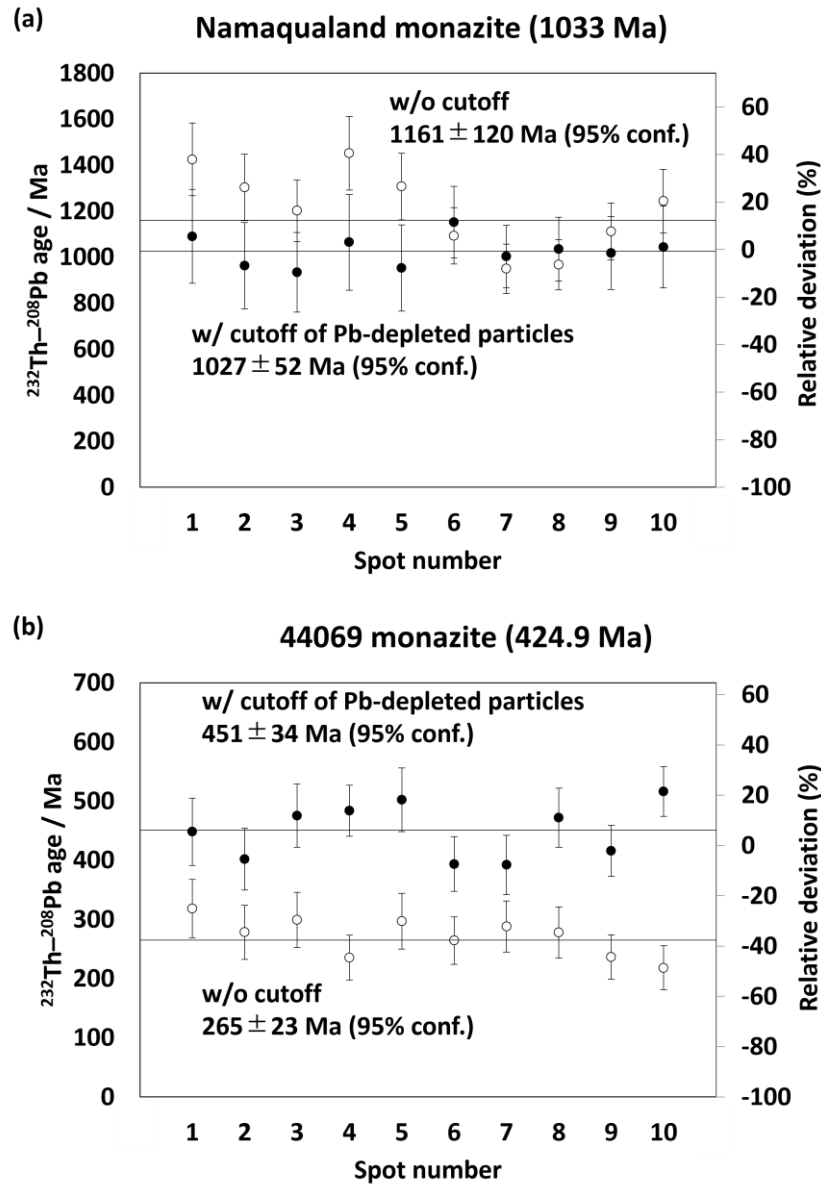 (a)
Namaqualand monazite (1033 Ma)
1800
1600
1400
1200
1000
800
600
400
200
0
²³²Th–²⁰⁸Pb age / Ma
w/o cutoff
1161 ± 120 Ma (95% conf.)
w/ cutoff of Pb-depleted particles
1027 ± 52 Ma (95% conf.)
60
40
20
0
-20
-40
-60
-80
-100
Relative deviation (%)
1 2 3 4 5 6 7 8 9 10
Spot number
(b)
44069 monazite (424.9 Ma)
700
600
500
400
300
200
100
0
²³²Th–²⁰⁸Pb age / Ma
w/ cutoff of Pb-depleted particles
451 ± 34 Ma (95% conf.)
w/o cutoff
265 ± 23 Ma (95% conf.)
60
40
20
0
-20
-40
-60
-80
-100
Relative deviation (%)
1 2 3 4 5 6 7 8 9 10
Spot number